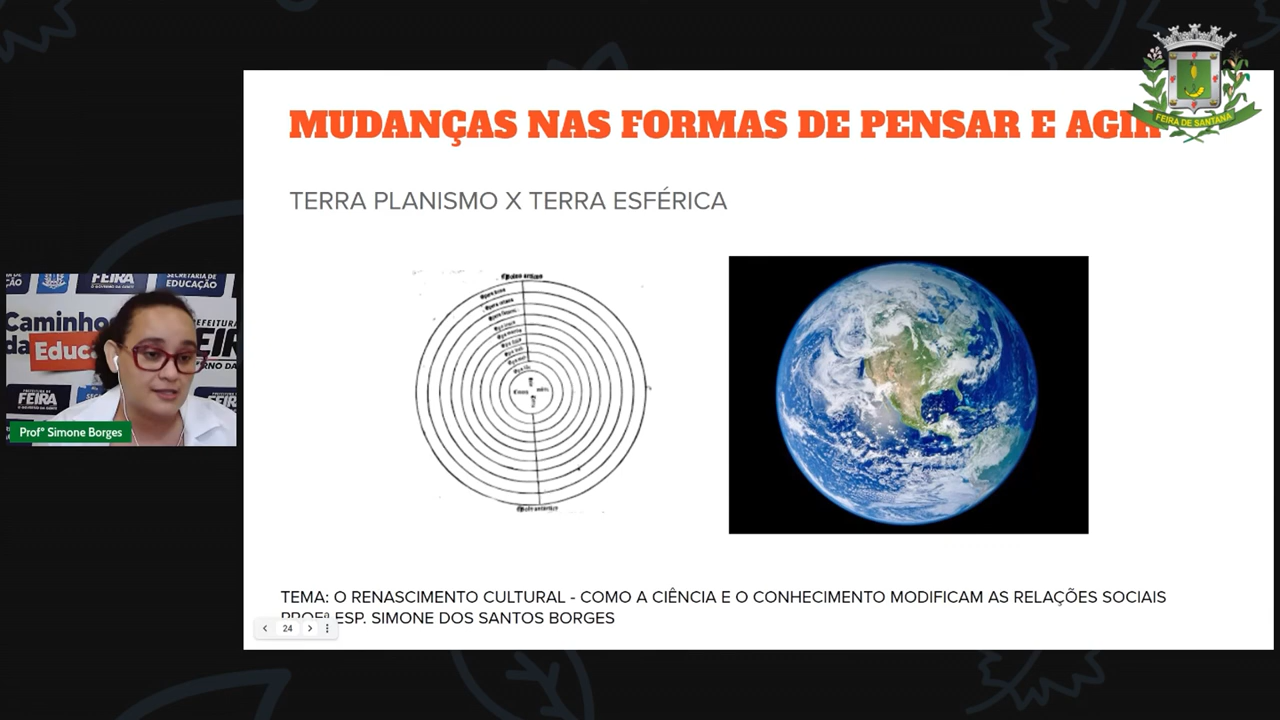 MUDANÇAS NAS FORMAS DE PENSAR E AGIR
FEIRA DE SANTANA
TERRA PLANISMO X TERRA ESFÉRICA
FEIRA
SECRETARIA DE
EDUCAÇÃO
Caminho
da Educ
FEIRA
Profª Simone Borges
TEMA: O RENASCIMENTO CULTURAL - COMO A CIÊNCIA E O CONHECIMENTO MODIFICAM AS RELAÇÕES SOCIAIS
PROFª ESP. SIMONE DOS SANTOS BORGES
24